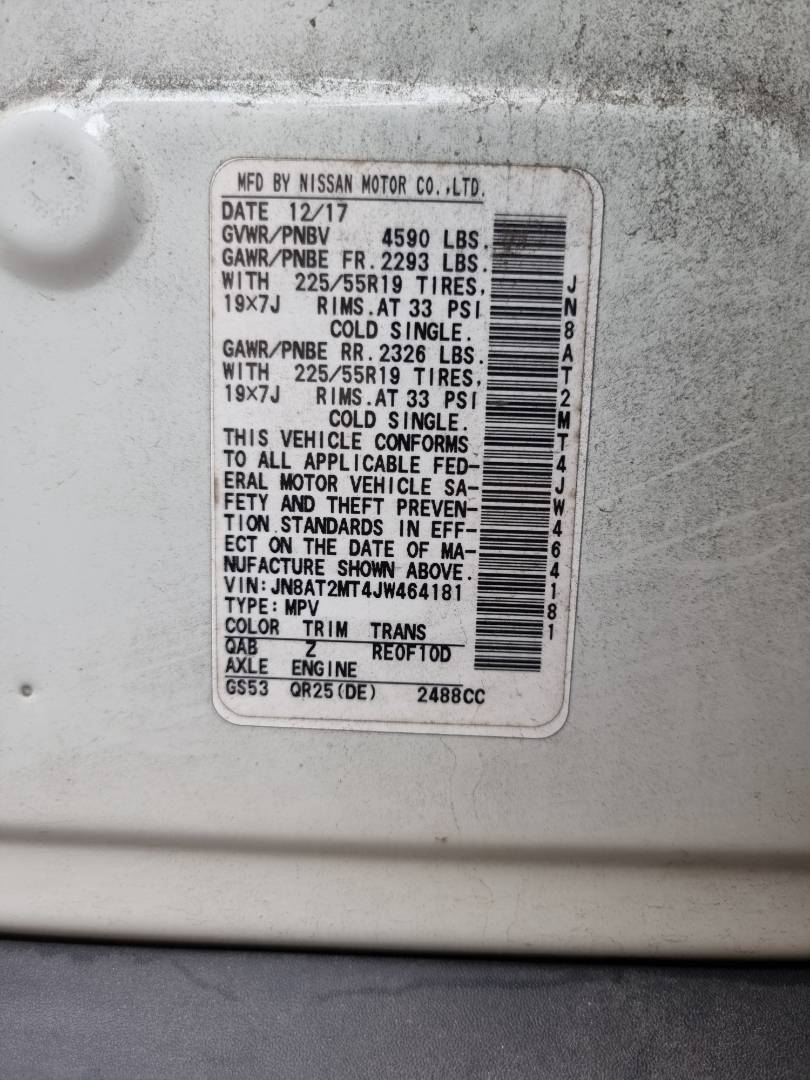 MFD BY NISSAN MOTOR CO.,LTD.
DATE 12/17
GVWR/PNBV 4590 LBS.
GAWR/PNBE FR.2293 LBS.
WITH 225/55R19 TIRES,
19×7J RIMS.AT 33 PSI
COLD SINGLE.
GAWR/PNBE RR.2326 LBS.
WITH 225/55R19 TIRES,
19×7J RIMS.AT 33 PSI
COLD SINGLE.
THIS VEHICLE CONFORMS
TO ALL APPLICABLE FED-
ERAL MOTOR VEHICLE SA-
FETY AND THEFT PREVEN-
TION STANDARDS IN EFF-
ECT ON THE DATE OF MA-
NUFACTURE SHOWN ABOVE.
VIN:JN8AT2MT4JW464181
TYPE:MPV
COLOR TRIM TRANS
QAB Z RE0F10D
AXLE ENGINE
GS53 QR25(DE) 2488CC
JN8AT2MT4JW464181